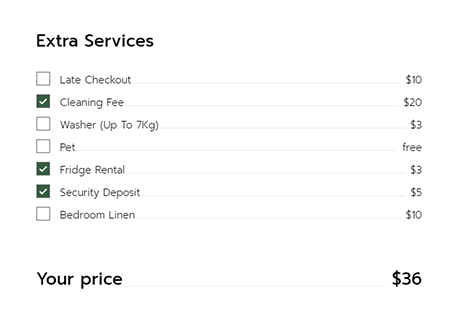 Extra Services
Late Checkout $10
Cleaning Fee $20
Washer (Up To 7Kg) $3
Pet free
Fridge Rental $3
Security Deposit $5
Bedroom Linen $10
Your price $36